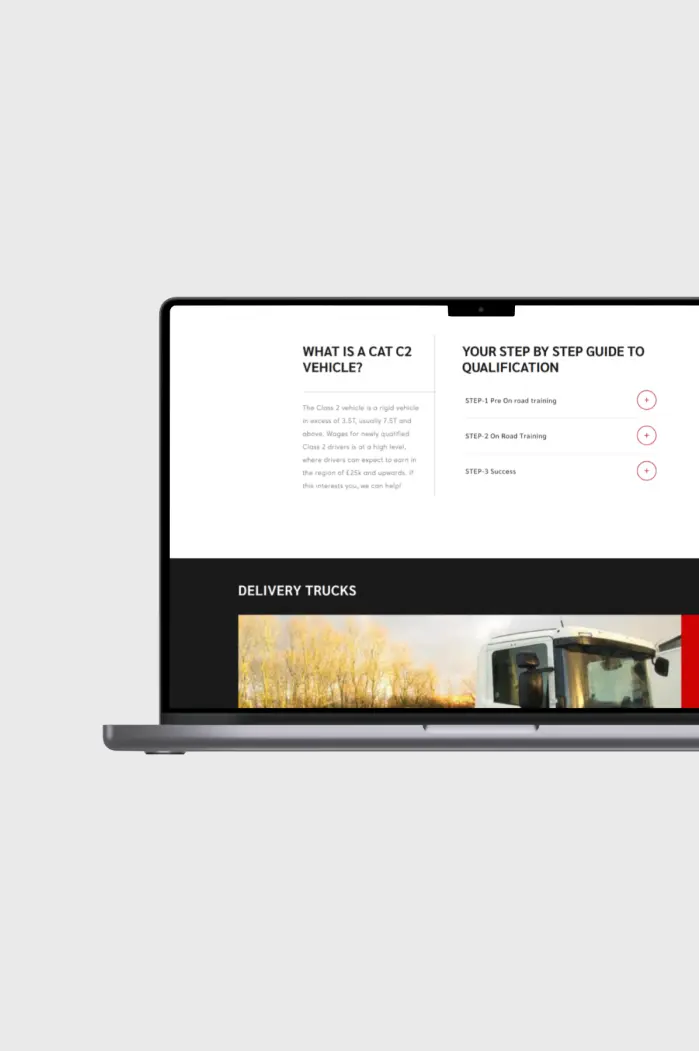 WHAT IS A CAT C2
VEHICLE?
The Class 2 vehicle is a rigid vehicle
in excess of 3.5T, usually 7.5T and
above. Wages for newly qualified
Class 2 drivers is at a high level,
where drivers can expect to earn in
the region of £25k and upwards. If
this interests you, we can help!
YOUR STEP BY STEP GUIDE TO
QUALIFICATION
STEP-1 Pre On road training
STEP-2 On Road Training
STEP-3 Success
DELIVERY TRUCKS